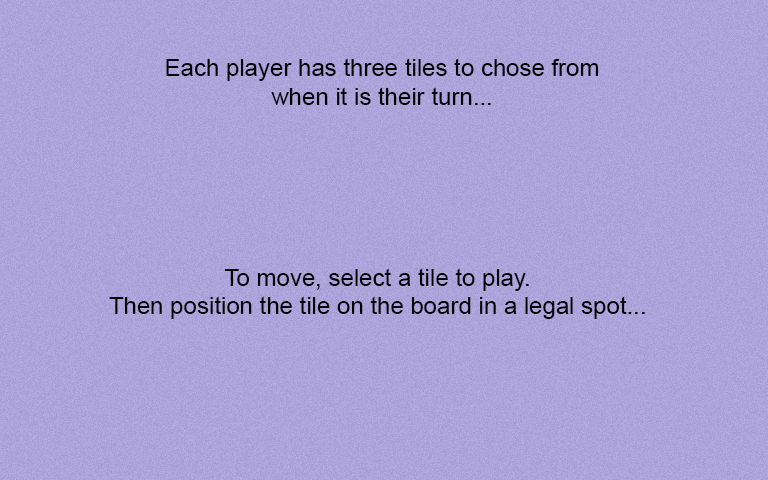 Each player has three tiles to chose from
when it is their turn...
To move, select a tile to play.
Then position the tile on the board in a legal spot...